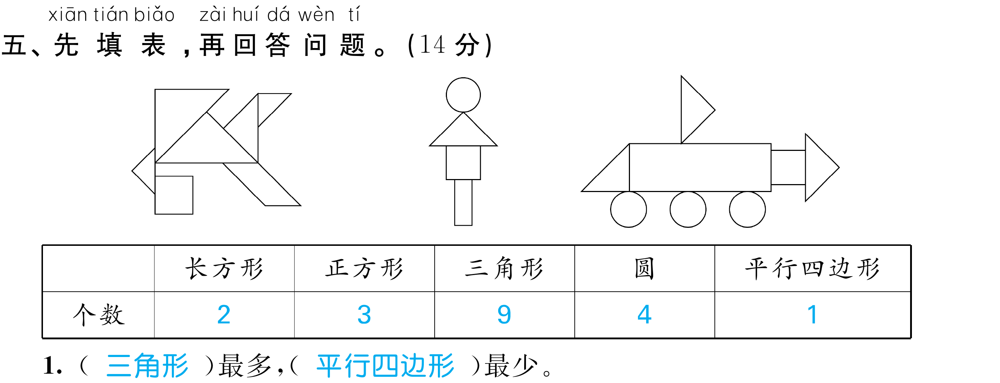 xiān tián biǎo zài huí dá wèn tí
五、先填表,再回答问题。(14分)
长方形 正方形 三角形 圆 平行四边形
个数 2 3 9 4 1
1. ( 三角形 )最多,( 平行四边形 )最少。